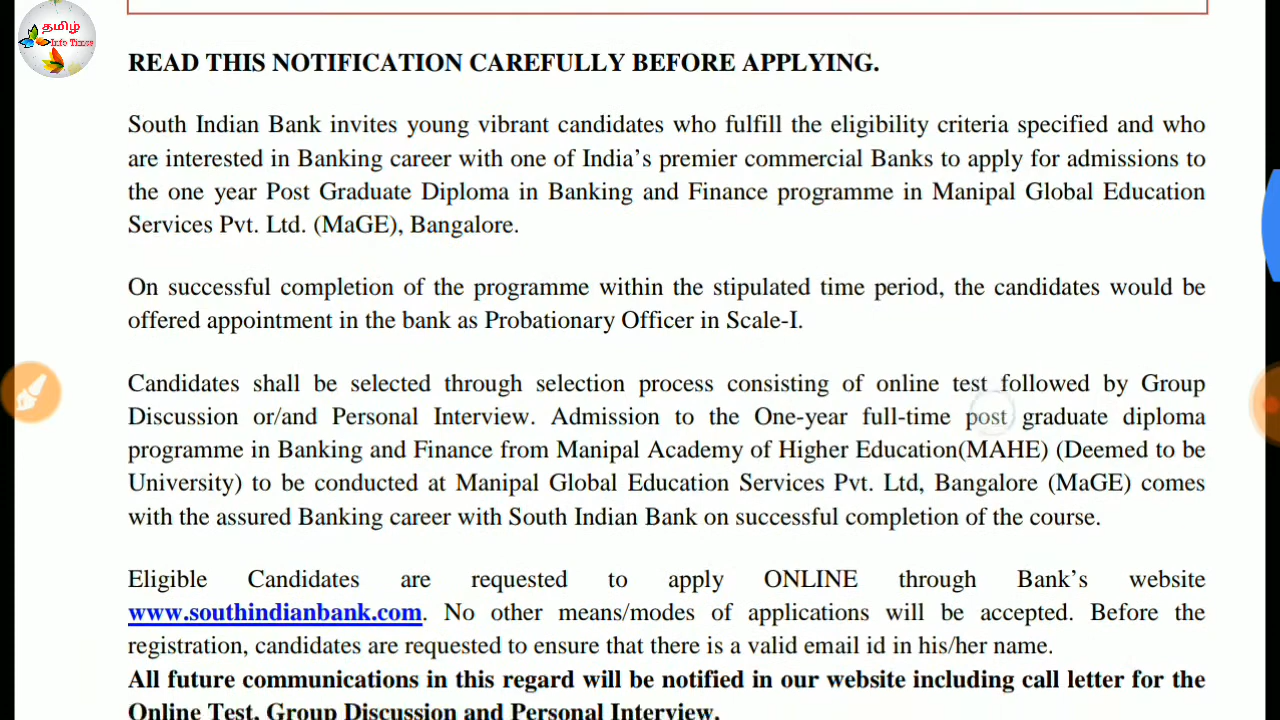 தமிழ்
Info Times
READ THIS NOTIFICATION CAREFULLY BEFORE APPLYING.
South Indian Bank invites young vibrant candidates who fulfill the eligibility criteria specified and who
are interested in Banking career with one of India’s premier commercial Banks to apply for admissions to
the one year Post Graduate Diploma in Banking and Finance programme in Manipal Global Education
Services Pvt. Ltd. (MaGE), Bangalore.
On successful completion of the programme within the stipulated time period, the candidates would be
offered appointment in the bank as Probationary Officer in Scale-I.
Candidates shall be selected through selection process consisting of online test followed by Group
Discussion or/and Personal Interview. Admission to the One-year full-time post graduate diploma
programme in Banking and Finance from Manipal Academy of Higher Education(MAHE) (Deemed to be
University) to be conducted at Manipal Global Education Services Pvt. Ltd, Bangalore (MaGE) comes
with the assured Banking career with South Indian Bank on successful completion of the course.
Eligible Candidates are requested to apply ONLINE through Bank’s website
www.southindianbank.com. No other means/modes of applications will be accepted. Before the
registration, candidates are requested to ensure that there is a valid email id in his/her name.
All future communications in this regard will be notified in our website including call letter for the
Online Test, Group Discussion and Personal Interview.